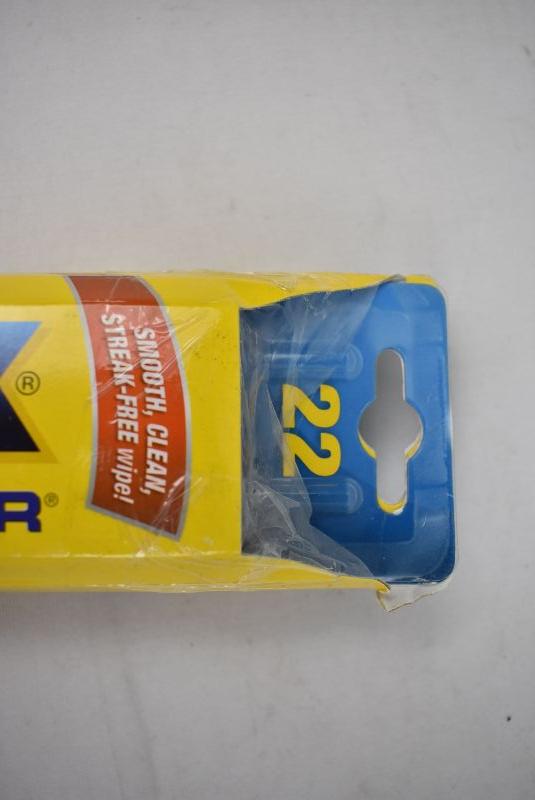 ®
R®
SMOOTH, CLEAN,
STREAK-FREE wipe!
22